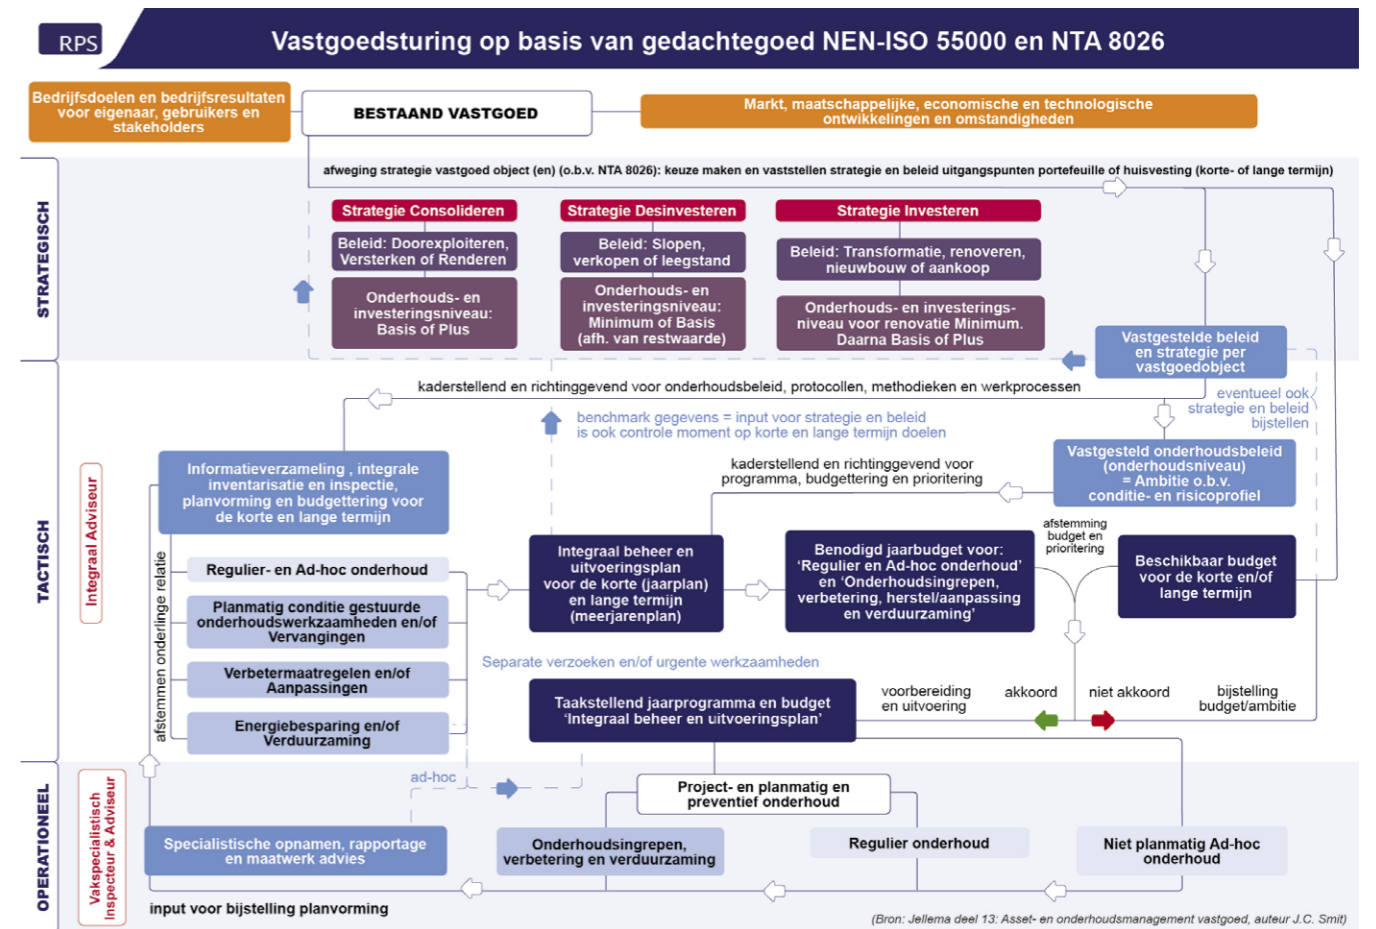 RPS
Vastgoedsturing op basis van gedachtegoed NEN-ISO 55000 en NTA 8026
Bedrijfsdoelen en bedrijfsresultaten
voor eigenaar, gebruikers en
stakeholders
BESTAAND VASTGOED
Markt, maatschappelijke, economische en technologische
ontwikkelingen en omstandigheden
STRATEGISCH
afweging strategie vastgoed object (en) (o.b.v. NTA 8026): keuze maken en vaststellen strategie en beleid uitgangspunten portefeuille of huisvesting (korte- of lange termijn)
Strategie Consolideren
Beleid: Doorexploiteren,
Versterken of Renderen
Onderhouds- en
investeringsniveau:
Basis of Plus
Strategie Desinvesteren
Beleid: Slopen,
verkopen of leegstand
Onderhouds- en
investeringsniveau:
Minimum of Basis
(afh. van restwaarde)
Strategie Investeren
Beleid: Transformatie, renoveren,
nieuwbouw of aankoop
Onderhouds- en investerings-
niveau voor renovatie Minimum.
Daarna Basis of Plus
Vastgestelde beleid
en strategie per
vastgoedobject
TACTISCH
Integraal Adviseur
kaderstellend en richtinggevend voor onderhoudsbeleid, protocollen, methodieken en werkprocessen
benchmark gegevens = input voor strategie en beleid
is ook controle moment op korte en lange termijn doelen
eventueel ook
strategie en beleid
bijstellen
Vastgesteld onderhoudsbeleid
(onderhoudsniveau)
= Ambitie o.b.v.
conditie- en risicoprofiel
Informatieverzameling , integrale
inventarisatie en inspectie,
planvorming en budgettering voor
de korte en lange termijn
kaderstellend en richtinggevend voor
programma, budgettering en prioritering
afstemmen onderlinge relatie
Regulier- en Ad-hoc onderhoud
Planmatig conditie gestuurde
onderhoudswerkzaamheden en/of
Vervangingen
Verbetermaatregelen en/of
Aanpassingen
Energiebesparing en/of
Verduurzaming
Integraal beheer en
uitvoeringsplan
voor de korte (jaarplan)
en lange termijn
(meerjarenplan)
Benodigd jaarbudget voor:
‘Regulier en Ad-hoc onderhoud’
en ‘Onderhoudsingrepen,
verbetering, herstel/aanpassing
en verduurzaming’
afstemming
budget en
prioritering
Beschikbaar budget
voor de korte en/of
lange termijn
Separate verzoeken en/of urgente werkzaamheden
Taakstellend jaarprogramma en budget
‘Integraal beheer en uitvoeringsplan’
voorbereiding
en uitvoering
akkoord
niet akkoord
bijstelling
budget/ambitie
OPERATIONEEL
Vakspecialistisch
Inspecteur & Adviseur
ad-hoc
Project- en planmatig en
preventief onderhoud
Specialistische opnamen, rapportage
en maatwerk advies
Onderhoudsingrepen,
verbetering en verduurzaming
Regulier onderhoud
Niet planmatig Ad-hoc
onderhoud
input voor bijstelling planvorming
(Bron: Jellema deel 13: Asset- en onderhoudsmanagement vastgoed, auteur J.C. Smit)